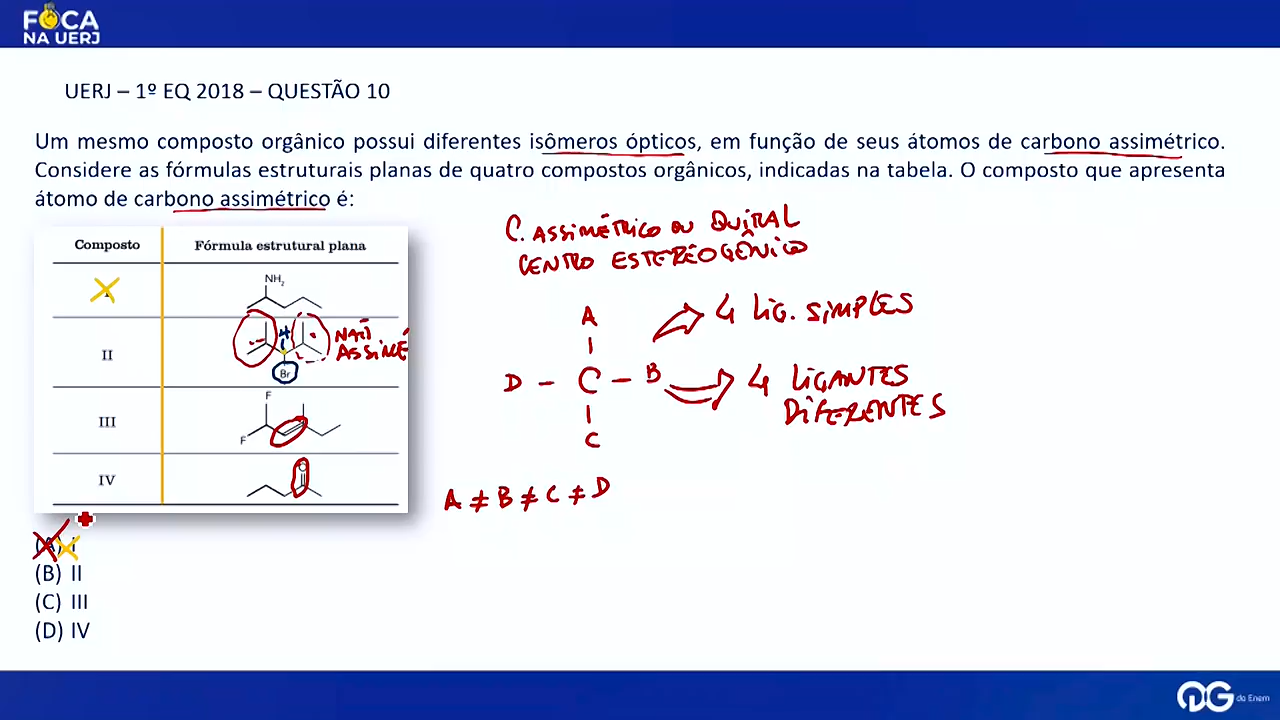 FOCA
NA UERJ
UERJ – 1º EQ 2018 – QUESTÃO 10
Um mesmo composto orgânico possui diferentes isômeros ópticos, em função de seus átomos de carbono assimétrico.
Considere as fórmulas estruturais planas de quatro compostos orgânicos, indicadas na tabela. O composto que apresenta
átomo de carbono assimétrico é:
Composto Fórmula estrutural plana
NH₂
H
Br
II
NÃO
ASSIMÉ
F
F
III
O
IV
C. ASSIMÉTRICO OU QUIRAL
CENTRO ESTEREOGÊNICO
A
D – C – B
C
4 LIG. SIMPLES
4 LIGANTES
DIFERENTES
A ≠ B ≠ C ≠ D
(A) I
(B) II
(C) III
(D) IV
DG do Enem